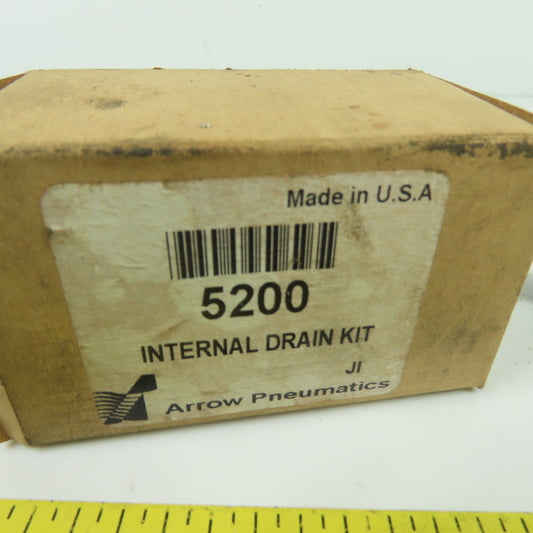 Made in U.S.A
5200
INTERNAL DRAIN KIT
JI
Arrow Pneumatics